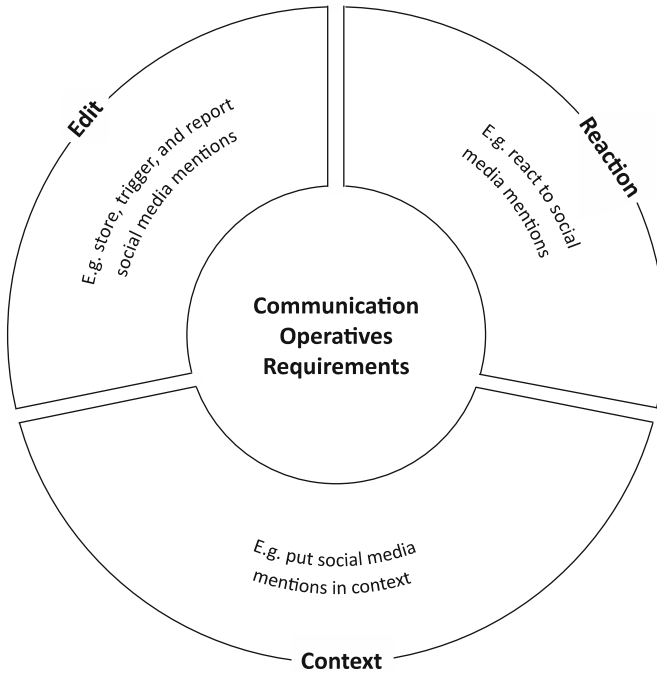 Edit
E.g. store, trigger, and report
social media mentions
Reaction
E.g. react to social
media mentions
Communication
Operatives
Requirements
E.g. put social media
mentions in context
Context